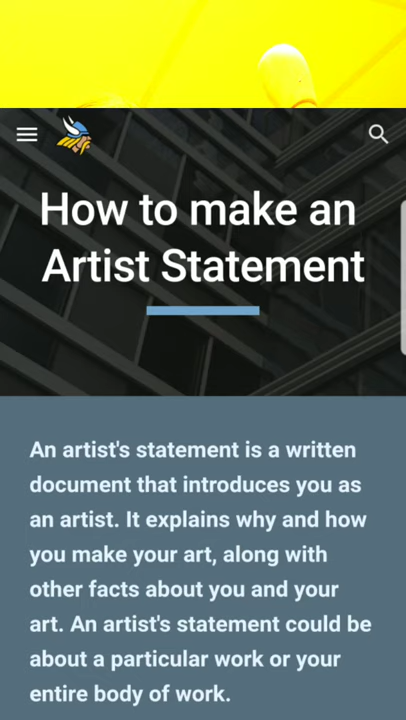 How to make an
Artist Statement
An artist's statement is a written
document that introduces you as
an artist. It explains why and how
you make your art, along with
other facts about you and your
art. An artist's statement could be
about a particular work or your
entire body of work.